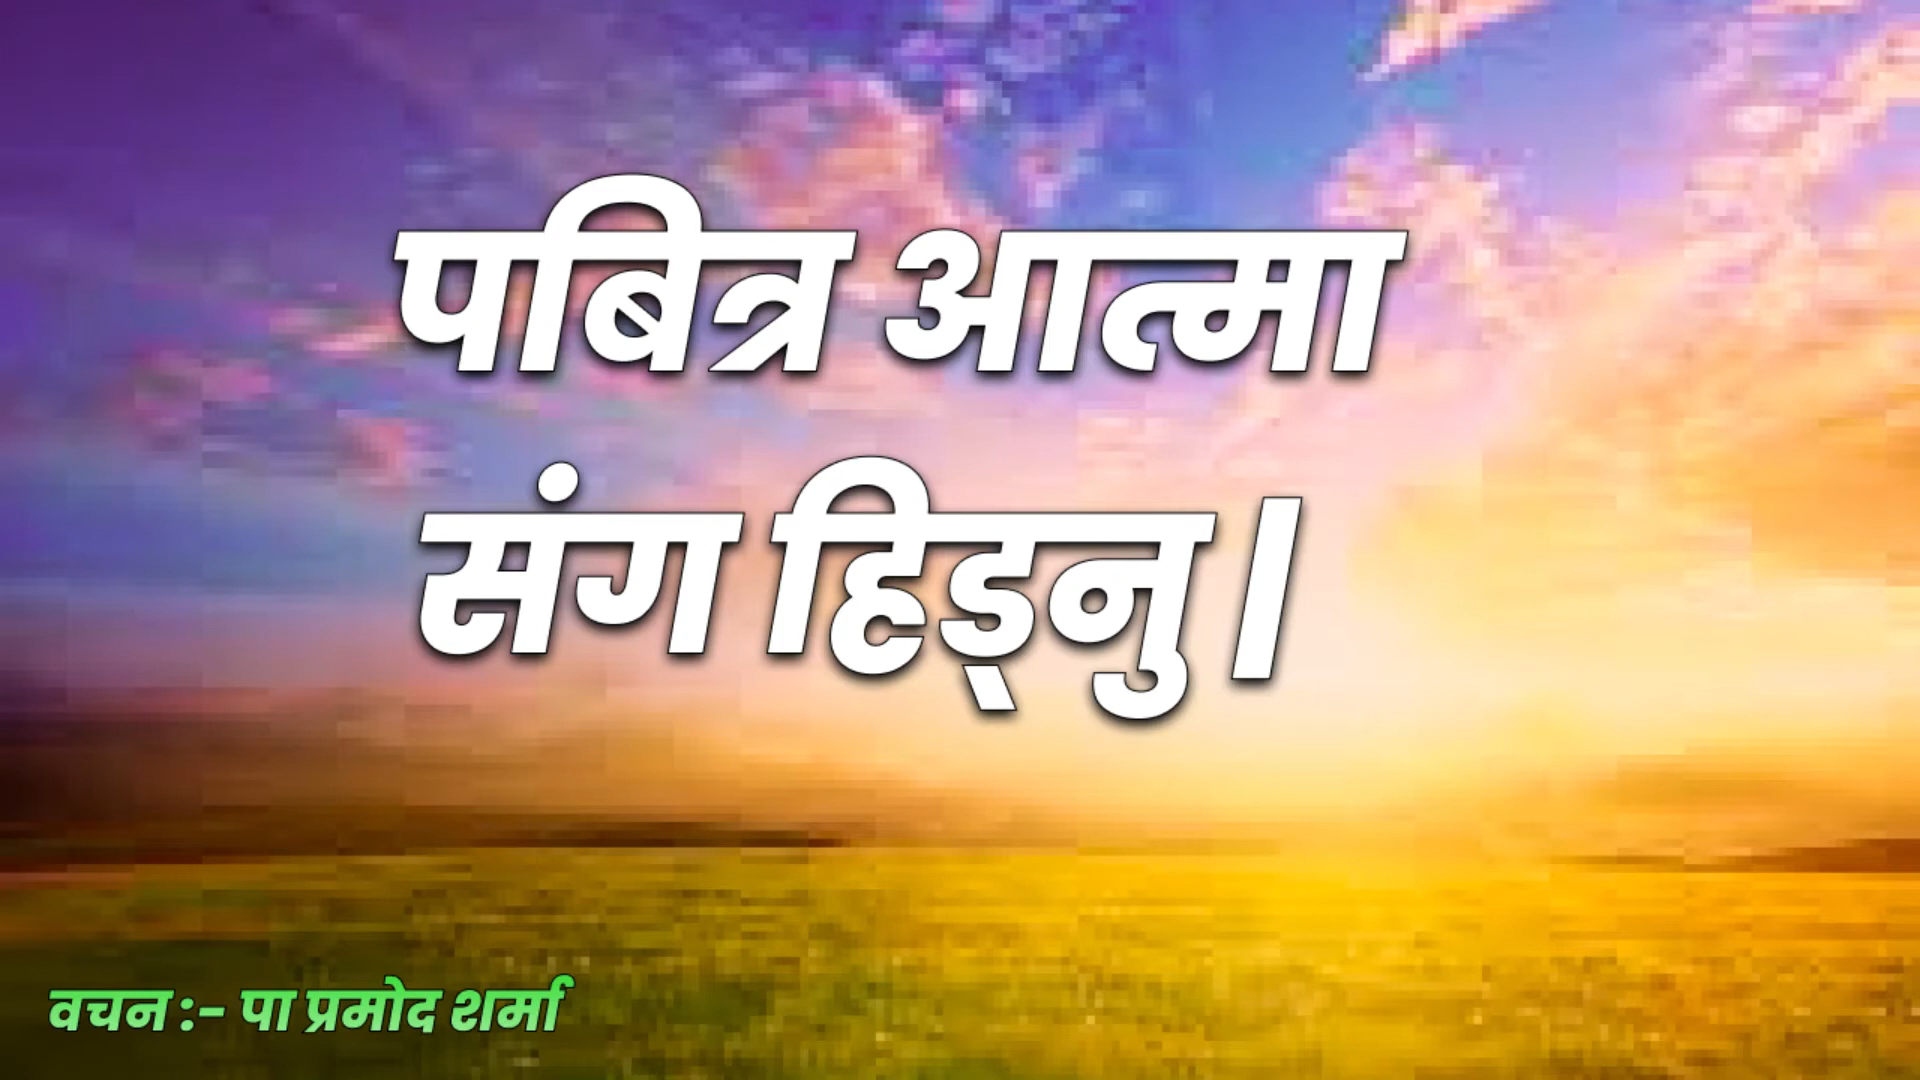 पबित्र आत्मा
संग हिड्नु।
वचन :- पा प्रमोद शर्मा